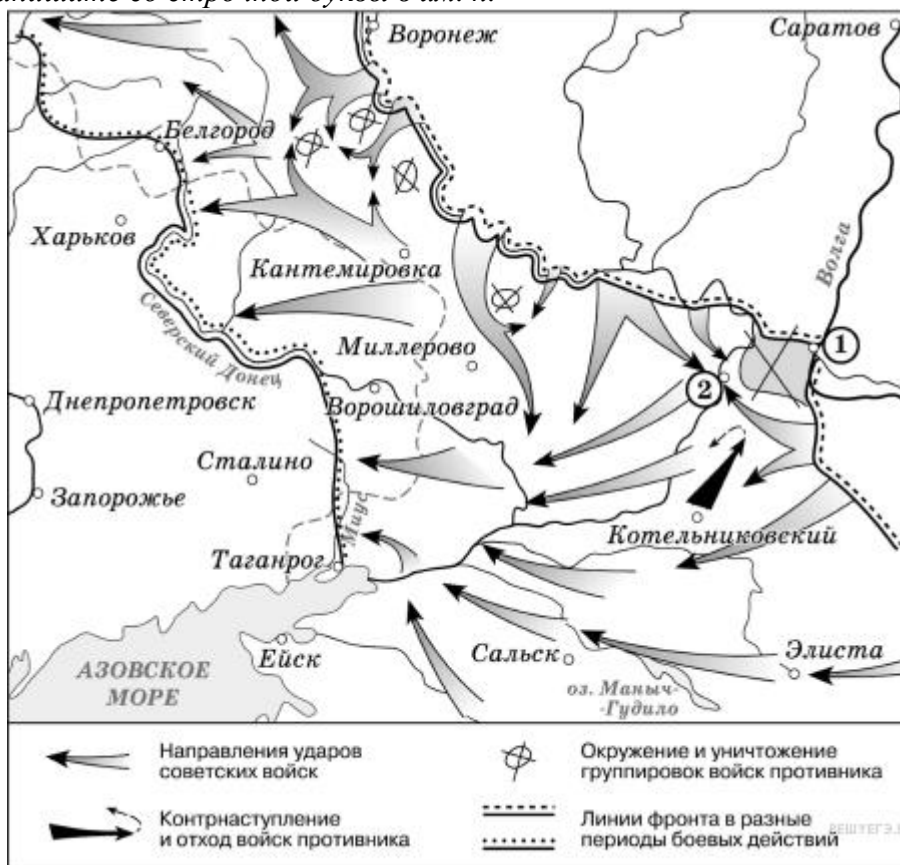 Воронеж
Саратов
Белгород
Волга
Харьков
Кантемировка
Северский Донец
Миллерово
1
2
Днепропетровск
Ворошиловград
Сталино
Запорожье
Миус
Котельниковский
Таганрог
Ейск
Сальск
Элиста
АЗОВСКОЕ
МОРЕ
оз. Маныч-
-Гудило
Направления ударов
советских войск
Окружение и уничтожение
группировок войск противника
Контрнаступление
и отход войск противника
Линии фронта в разные
периоды боевых действий